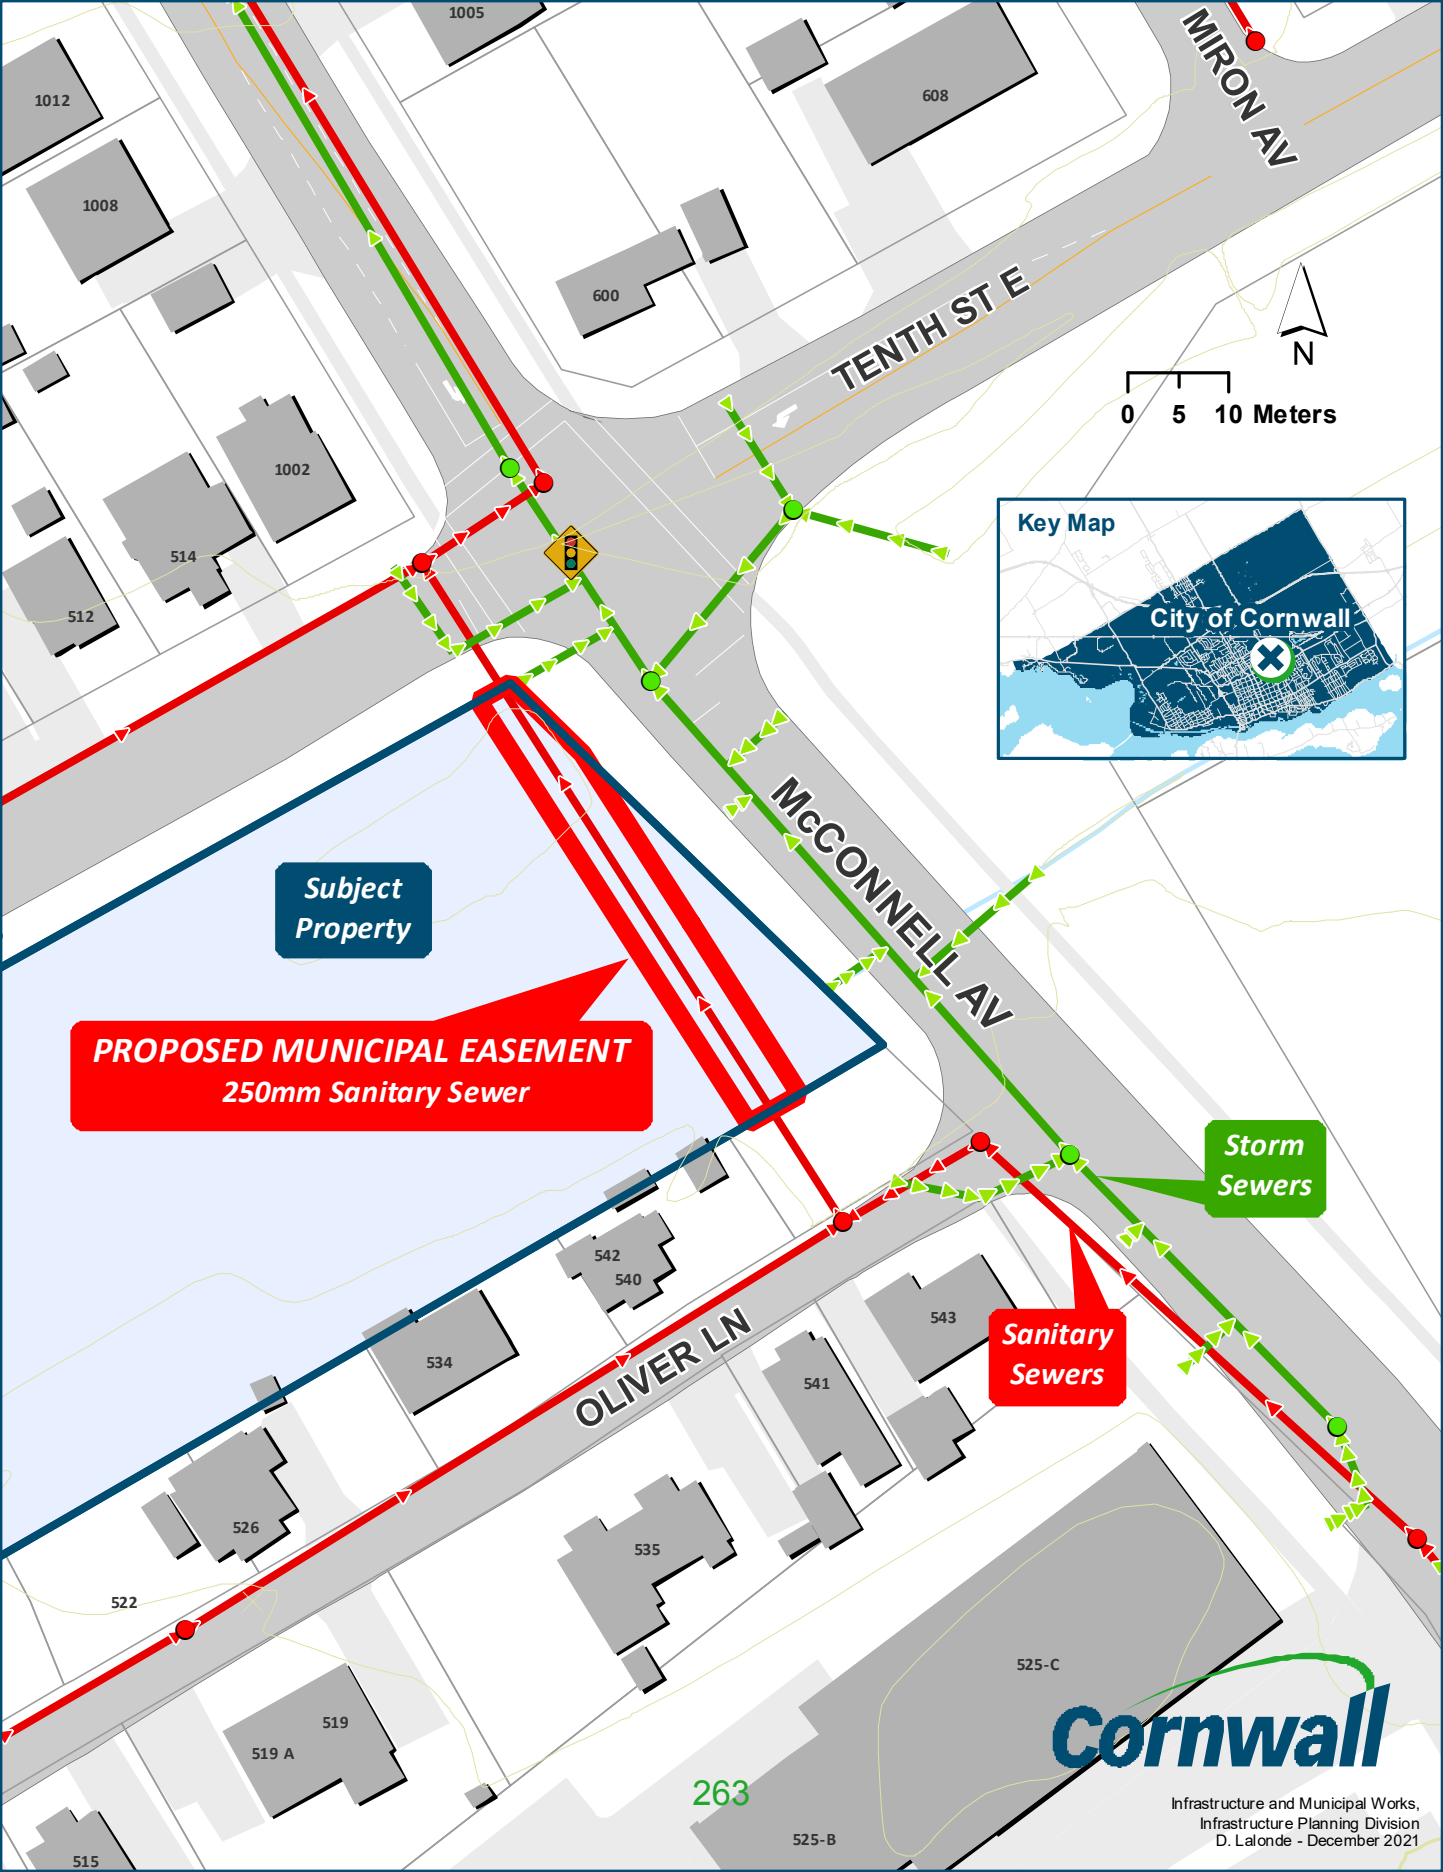 1005
MIRON AV
1012
608
1008
600
TENTH ST E
N
0 5 10 Meters
1002
514
512
Key Map
City of Cornwall
McCONNELL AV
Subject
Property
PROPOSED MUNICIPAL EASEMENT
250mm Sanitary Sewer
Storm
Sewers
542
540
543
Sanitary
Sewers
534
OLIVER LN
541
526
535
522
525-C
519
519 A
Cornwall
263
Infrastructure and Municipal Works,
Infrastructure Planning Division
D. Lalonde - December 2021
525-B
515